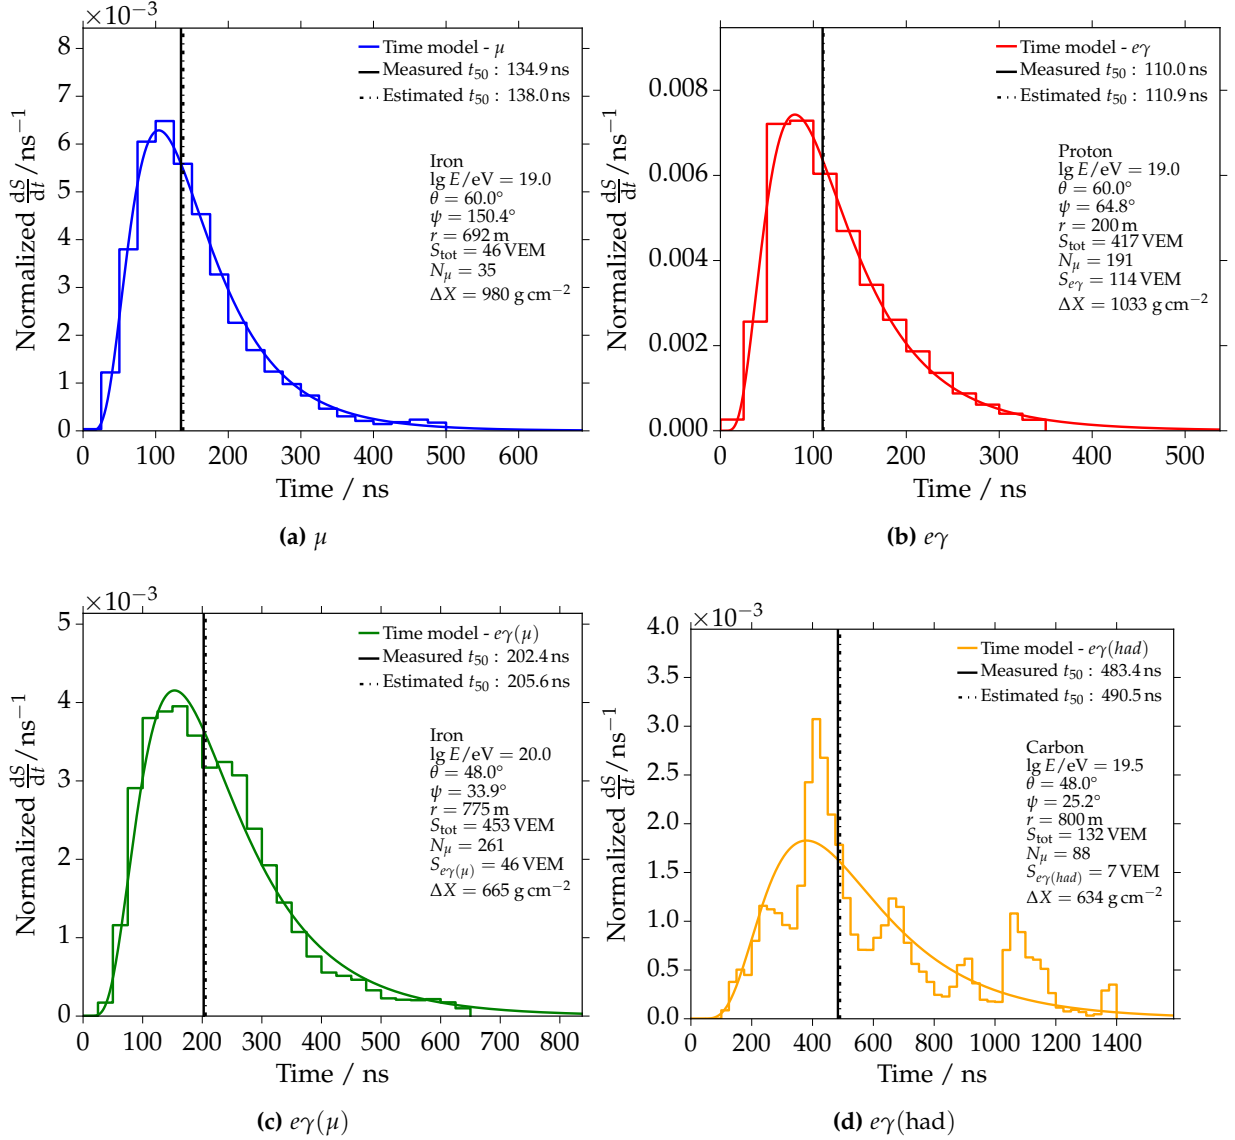 ×10⁻³
Normalized dS/dt /ns⁻¹
8
7
6
5
4
3
2
1
0
0 100 200 300 400 500 600
Time / ns
Time model - μ
Measured t₅₀ : 134.9 ns
Estimated t₅₀ : 138.0 ns
Iron
lg E/eV = 19.0
θ = 60.0°
ψ = 150.4°
r = 692 m
S_tot = 46 VEM
N_μ = 35
ΔX = 980 g cm⁻²
(a) μ
Normalized dS/dt /ns⁻¹
0.008
0.006
0.004
0.002
0.000
0 100 200 300 400 500
Time / ns
Time model - eγ
Measured t₅₀ : 110.0 ns
Estimated t₅₀ : 110.9 ns
Proton
lg E/eV = 19.0
θ = 60.0°
ψ = 64.8°
r = 200 m
S_tot = 417 VEM
N_μ = 191
S_eγ = 114 VEM
ΔX = 1033 g cm⁻²
(b) eγ
×10⁻³
Normalized dS/dt /ns⁻¹
5
4
3
2
1
0
0 100 200 300 400 500 600 700 800
Time / ns
Time model - eγ(μ)
Measured t₅₀ : 202.4 ns
Estimated t₅₀ : 205.6 ns
Iron
lg E/eV = 20.0
θ = 48.0°
ψ = 33.9°
r = 775 m
S_tot = 453 VEM
N_μ = 261
S_eγ(μ) = 46 VEM
ΔX = 665 g cm⁻²
(c) eγ(μ)
×10⁻³
Normalized dS/dt /ns⁻¹
4.0
3.5
3.0
2.5
2.0
1.5
1.0
0.5
0.0
0 200 400 600 800 1000 1200 1400
Time / ns
Time model - eγ(had)
Measured t₅₀ : 483.4 ns
Estimated t₅₀ : 490.5 ns
Carbon
lg E/eV = 19.5
θ = 48.0°
ψ = 25.2°
r = 800 m
S_tot = 132 VEM
N_μ = 88
S_eγ(had) = 7 VEM
ΔX = 634 g cm⁻²
(d) eγ(had)